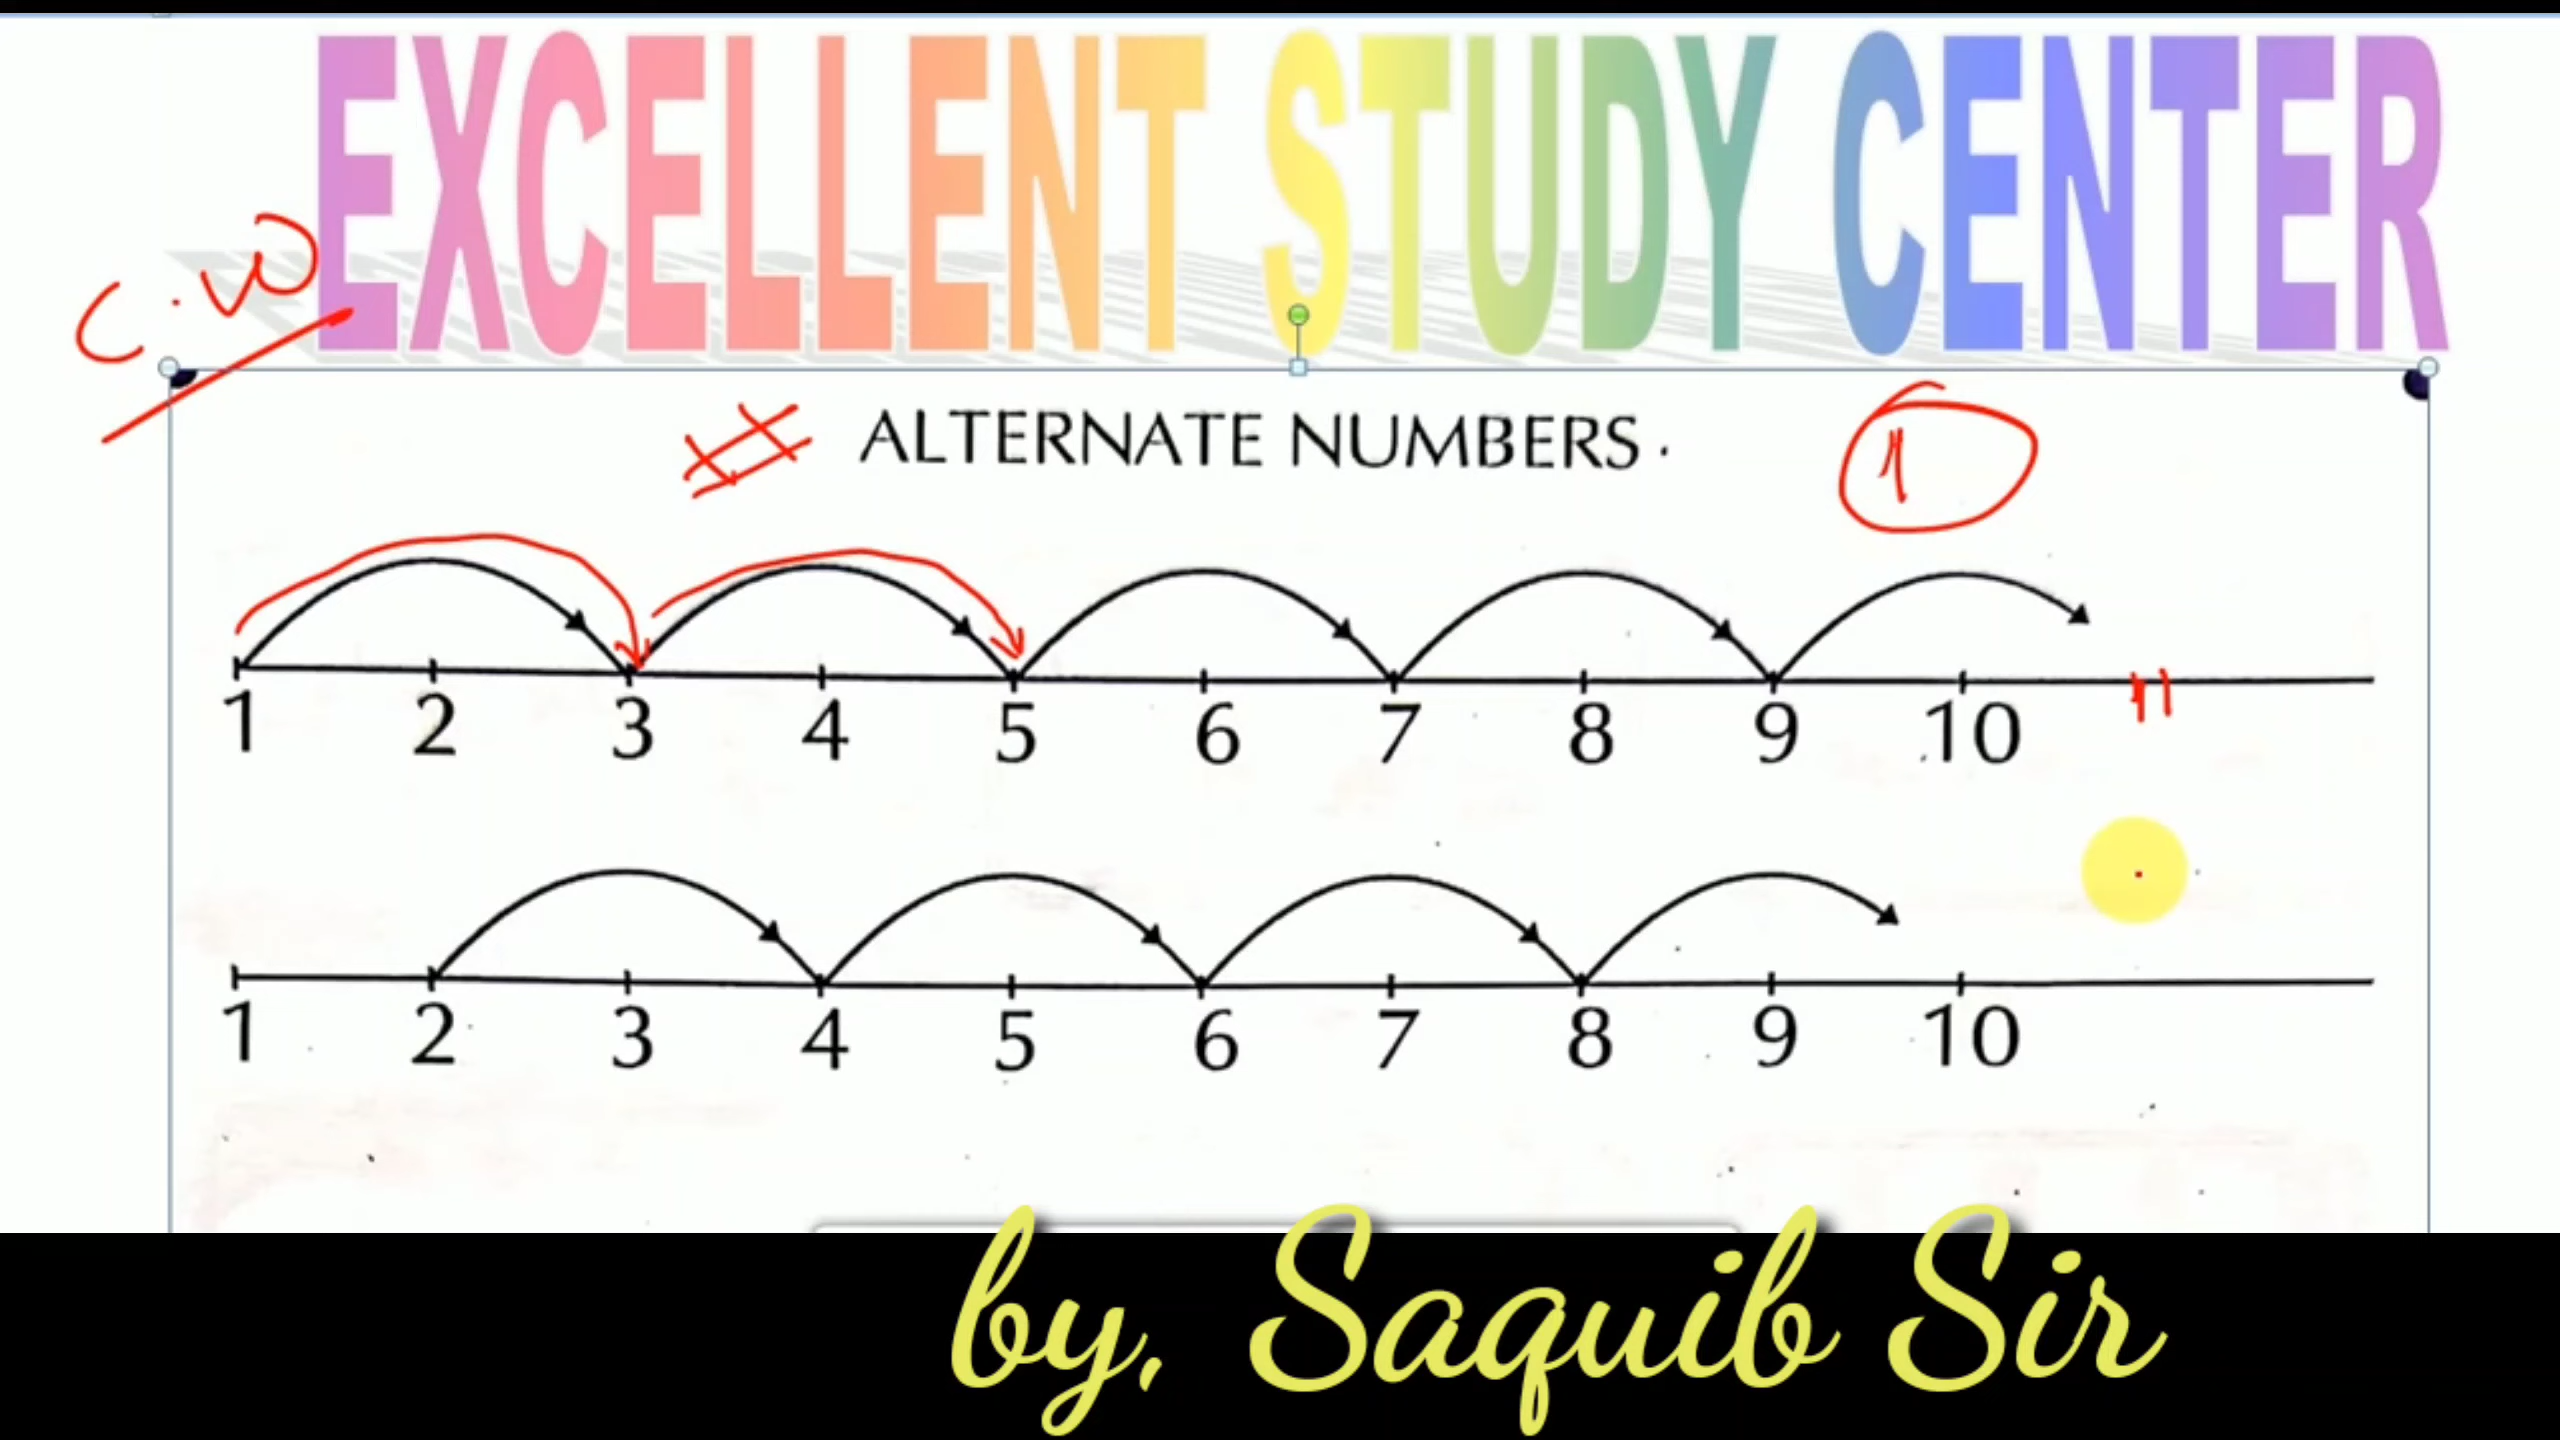 EXCELLENT STUDY CENTER
C.W
# ALTERNATE NUMBERS. 1
1 2 3 4 5 6 7 8 9 10 11
1 2 3 4 5 6 7 8 9 10
by, Saquib Sir